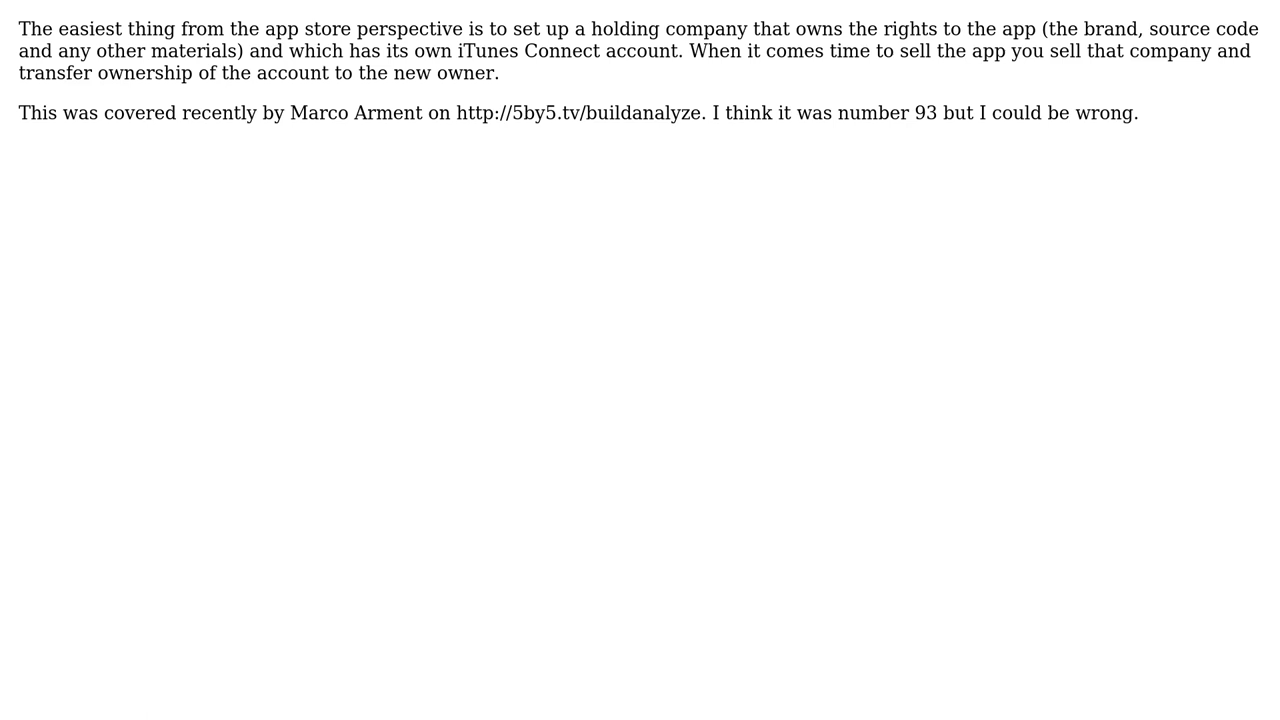 The easiest thing from the app store perspective is to set up a holding company that owns the rights to the app (the brand, source code
and any other materials) and which has its own iTunes Connect account. When it comes time to sell the app you sell that company and
transfer ownership of the account to the new owner.
This was covered recently by Marco Arment on http://5by5.tv/buildanalyze. I think it was number 93 but I could be wrong.